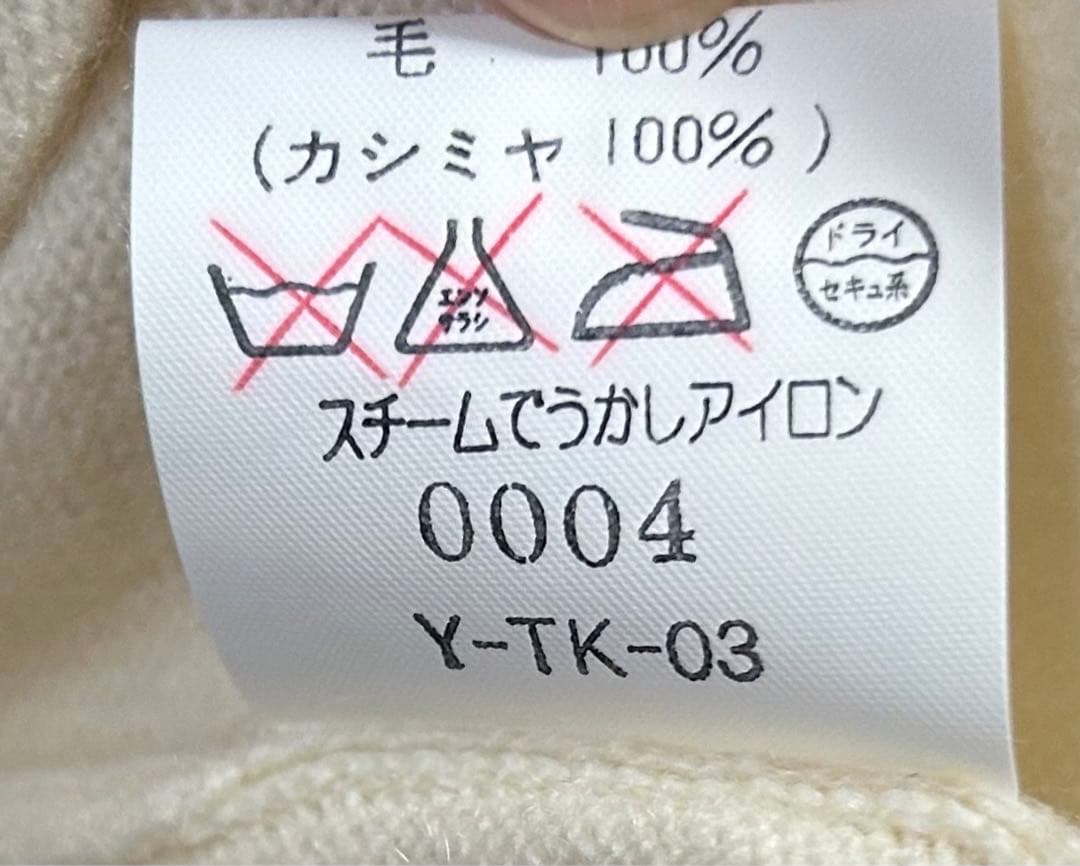 毛 100%
(カシミヤ 100%)
エンソ
サラシ
ドライ
セキュ系
スチームでうかしアイロン
0004
Y-TK-03